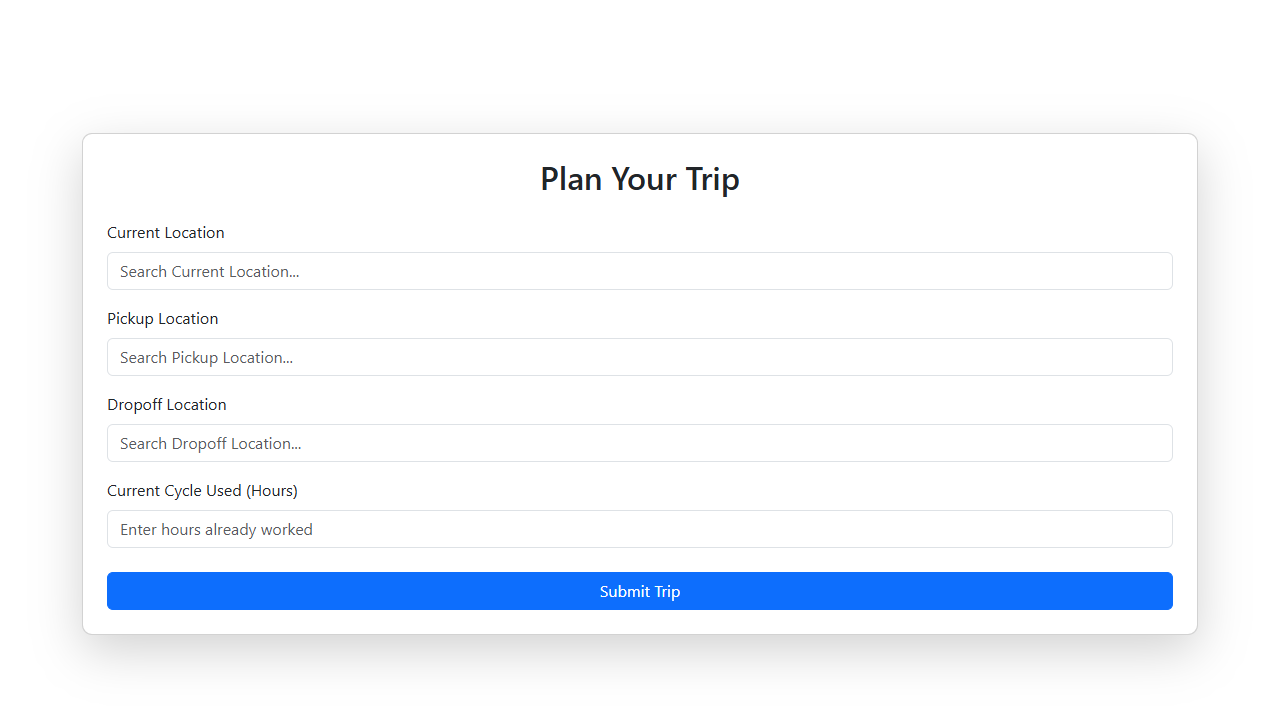 Plan Your Trip
Current Location
Search Current Location...
Pickup Location
Search Pickup Location...
Dropoff Location
Search Dropoff Location...
Current Cycle Used (Hours)
Enter hours already worked
Submit Trip